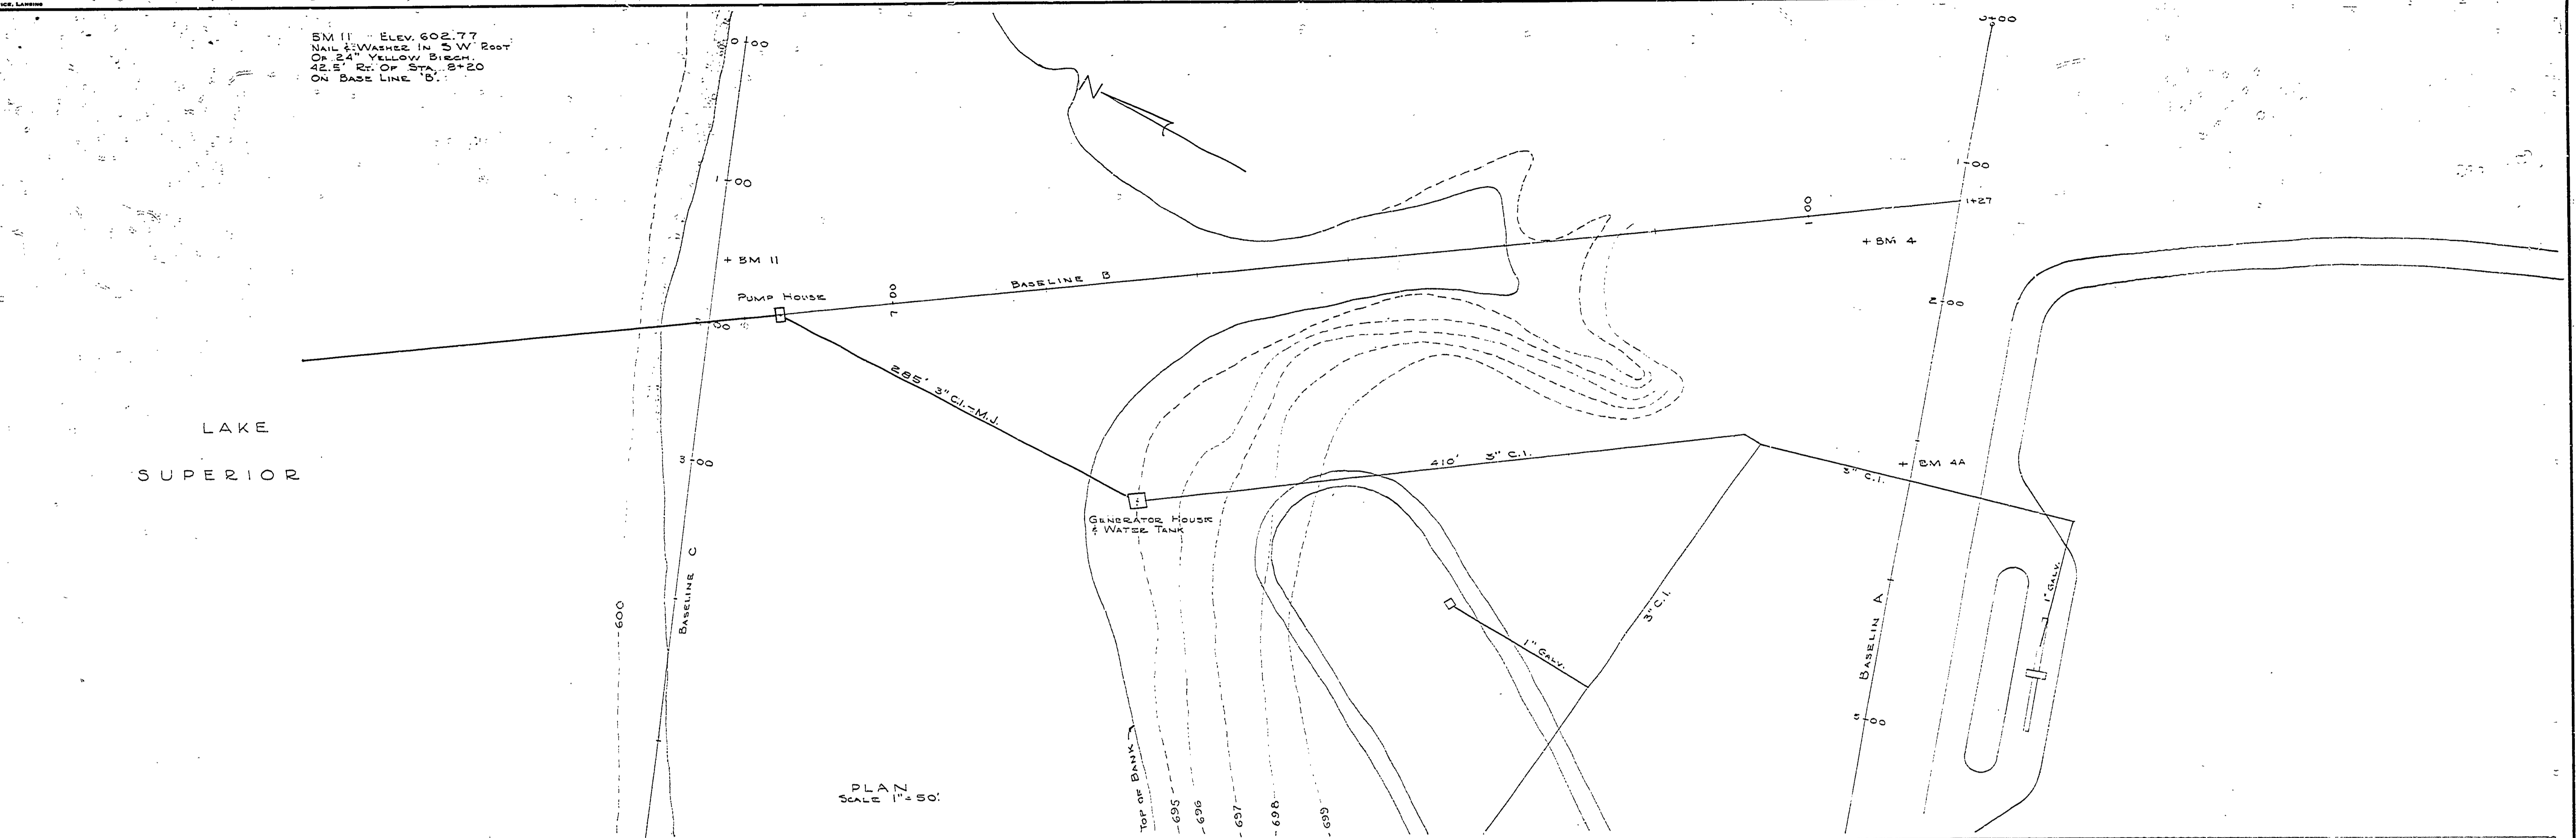 BM 11 ELEV. 602.77
NAIL & WASHER IN S W ROOT
OF 24" YELLOW BIRCH.
42.5' RT. OF STA. 8+20
ON BASE LINE 'B'.
0+00
0+00
N
1+00
1+00
1+27
1+00
+ BM 4
+ BM 11
BASELINE B
PUMP HOUSE
7+00
2+00
285' 3" C.I.-M.J.
LAKE
SUPERIOR
3+00
410' 3" C.I.
3" C.I.
+ BM 4A
GENERATOR HOUSE
& WATER TANK
BASELINE C
600
3" C.I.
1" GALV.
1" GALV.
BASELIN A
TOP OF BANK
695
696
697
698
699
PLAN
SCALE 1"=50'